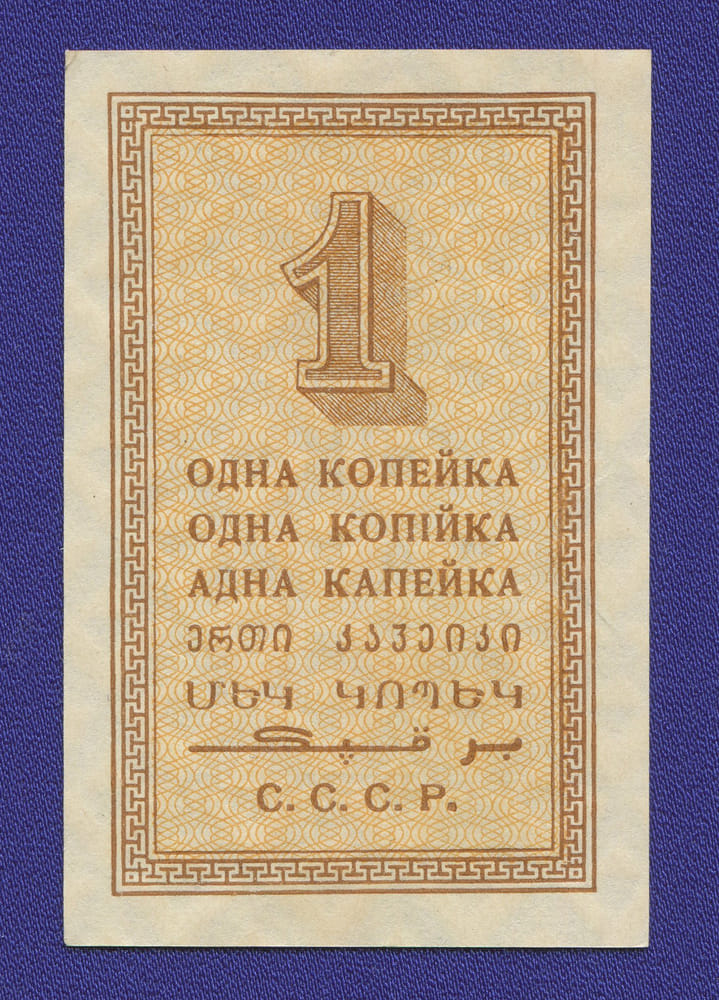 1
ОДНА КОПЕЙКА
ОДНА КОПІЙКА
АДНА КАПЕЙКА
ერთი კაპეიკი
ՄԵԿ ԿՈՊԵԿ
بر قپك
С. С. С. Р.